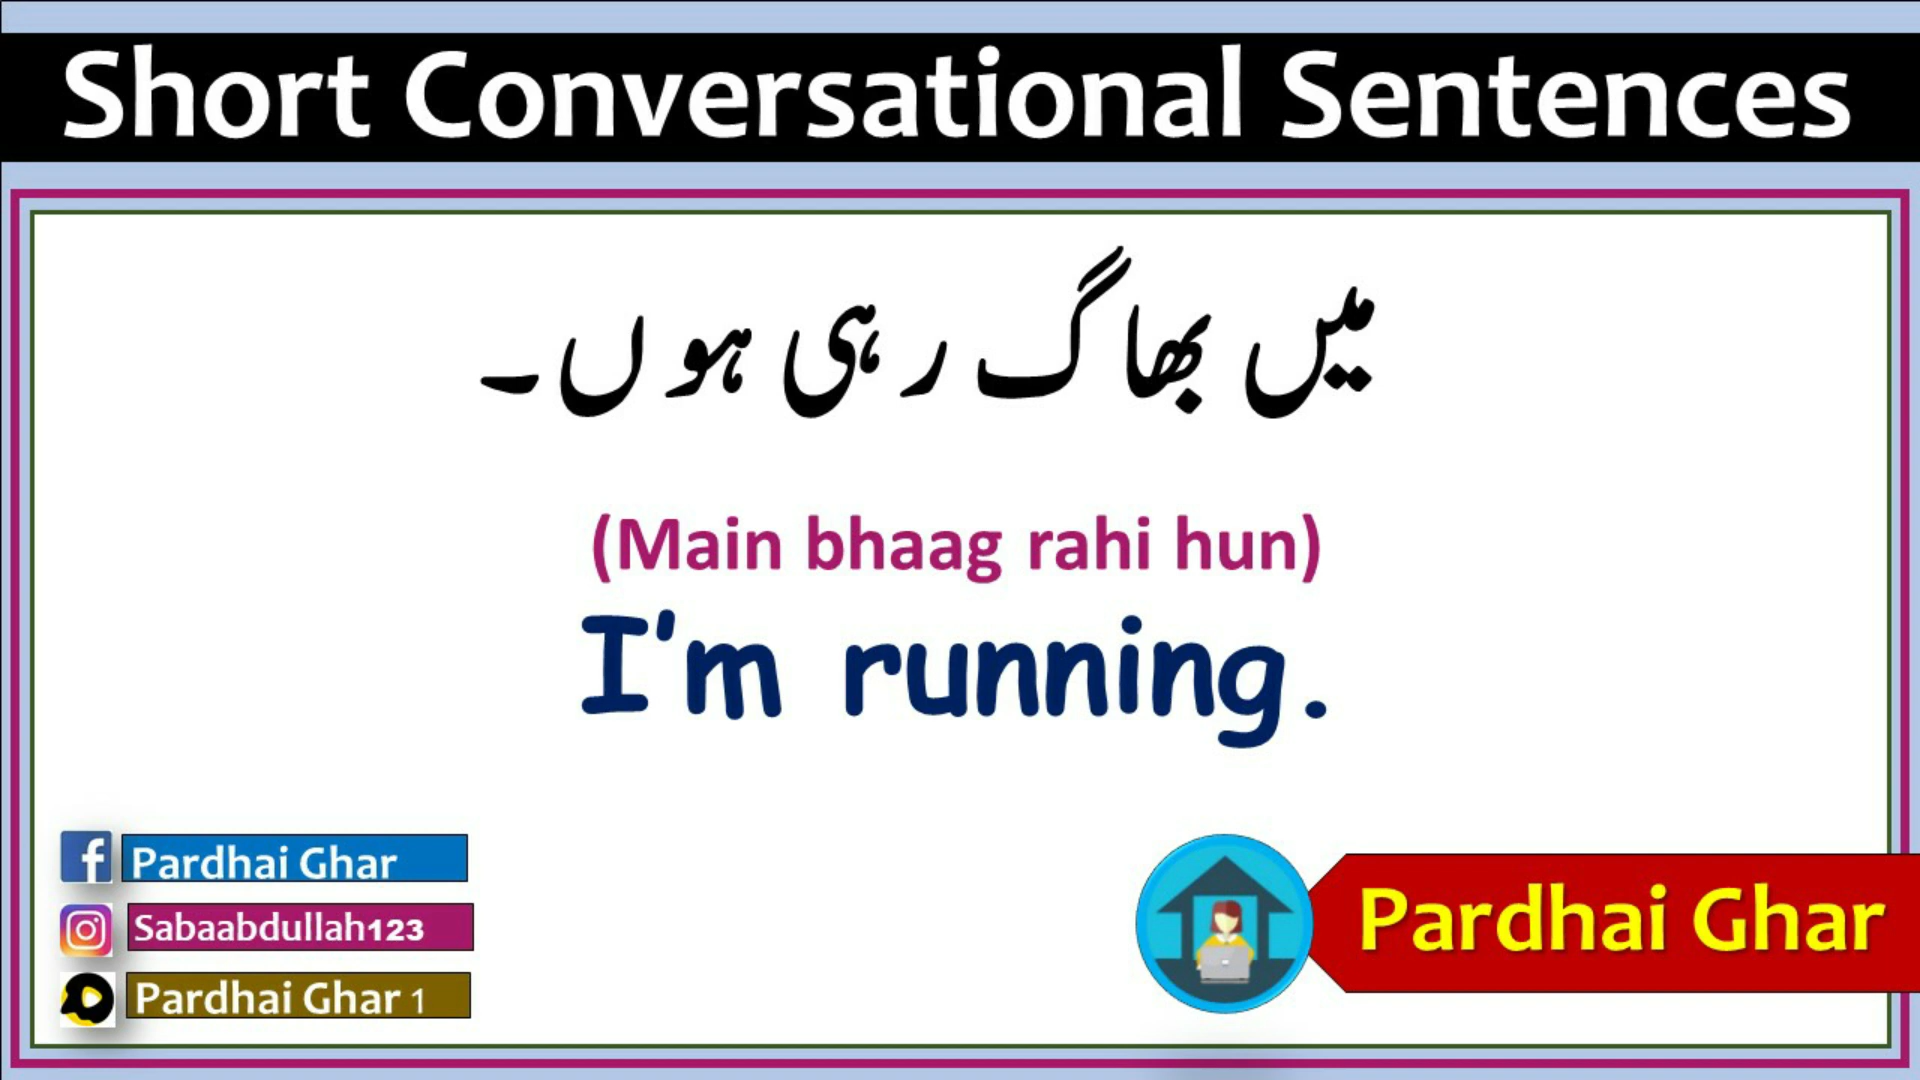 Short Conversational Sentences
میں بھاگ رہی ہوں۔
(Main bhaag rahi hun)
I'm running.
Pardhai Ghar
Sabaabdullah123
Pardhai Ghar 1
Pardhai Ghar